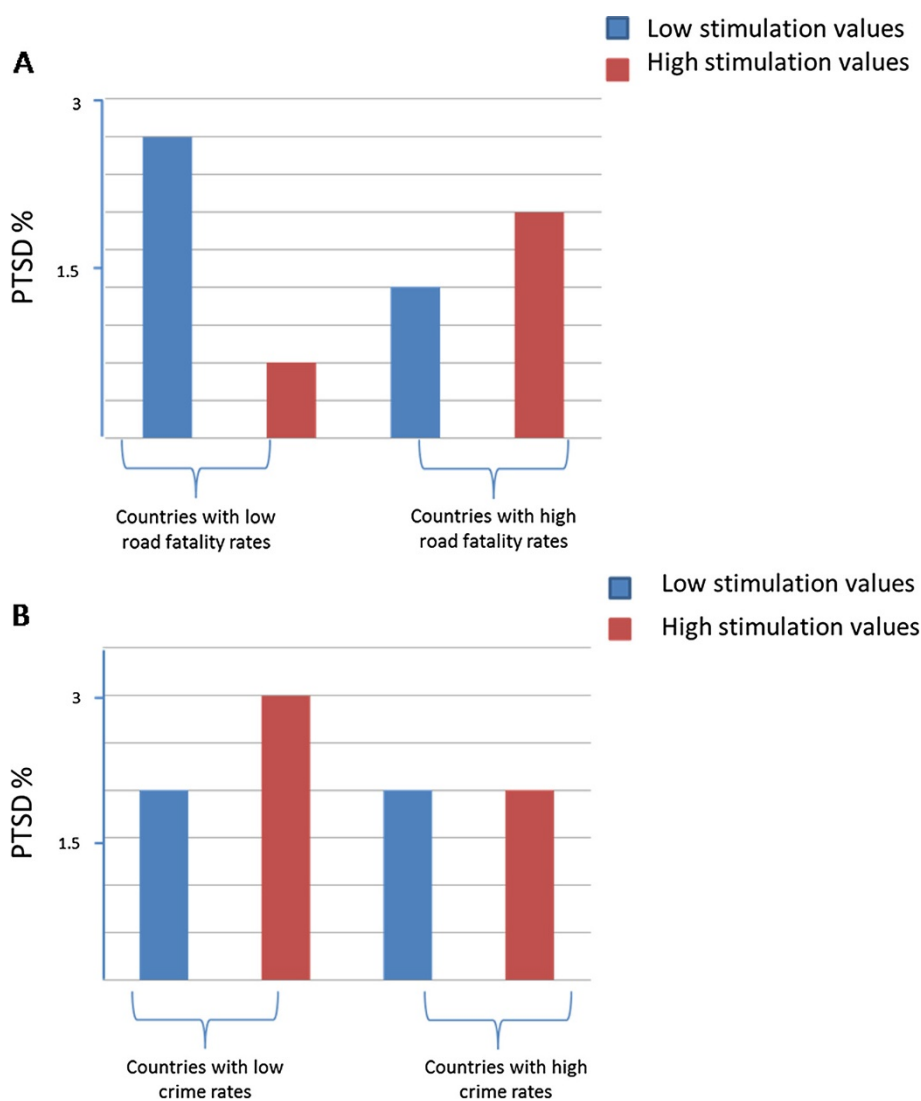 Low stimulation values
High stimulation values
A
3
1.5
PTSD %
Countries with low
road fatality rates
Countries with high
road fatality rates
Low stimulation values
High stimulation values
B
3
1.5
PTSD %
Countries with low
crime rates
Countries with high
crime rates